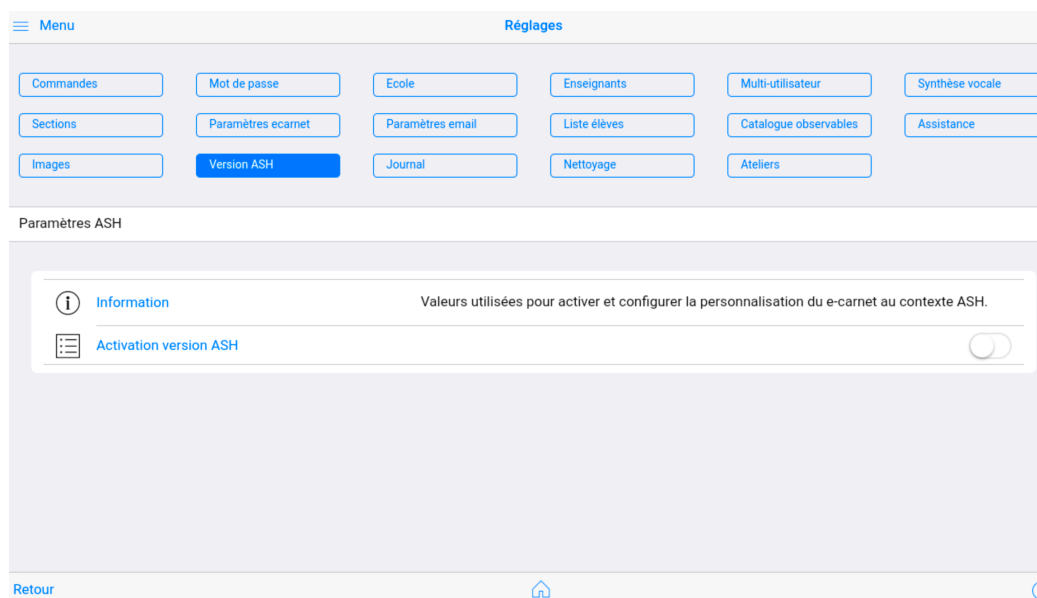 Menu Réglages
Commandes Mot de passe Ecole Enseignants Multi-utilisateur Synthèse vocale
Sections Paramètres ecarnet Paramètres email Liste élèves Catalogue observables Assistance
Images Version ASH Journal Nettoyage Ateliers
Paramètres ASH
Information Valeurs utilisées pour activer et configurer la personnalisation du e-carnet au contexte ASH.
Activation version ASH
Retour